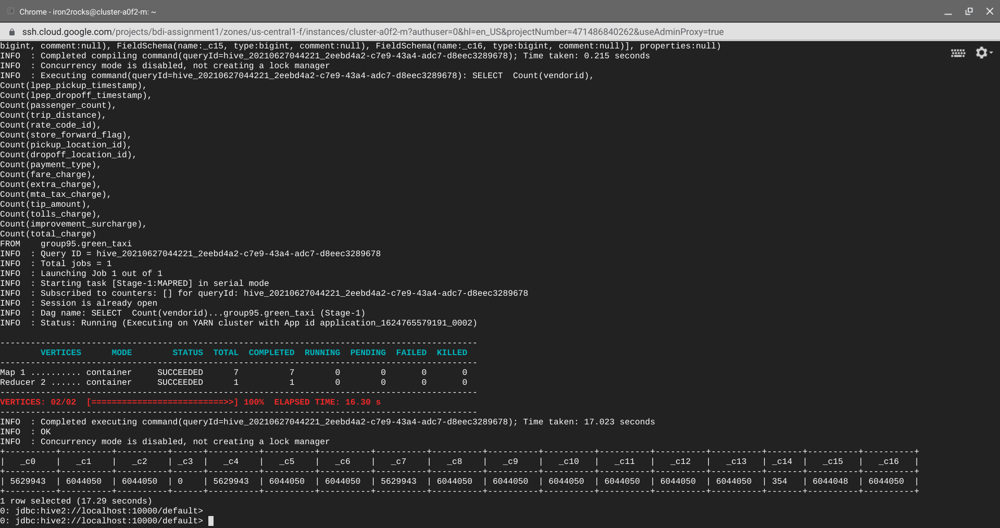 Chrome - iron2rocks@cluster-a0f2-m: ~
ssh.cloud.google.com/projects/bdi-assignment1/zones/us-central1-f/instances/cluster-a0f2-m?authuser=0&hl=en_US&projectNumber=471486840262&useAdminProxy=true
bigint, comment:null), FieldSchema(name:_c15, type:bigint, comment:null), FieldSchema(name:_c16, type:bigint, comment:null)], properties:null)
INFO  : Completed compiling command(queryId=hive_20210627044221_2eebd4a2-c7e9-43a4-adc7-d8eec3289678); Time taken: 0.215 seconds
INFO  : Concurrency mode is disabled, not creating a lock manager
INFO  : Executing command(queryId=hive_20210627044221_2eebd4a2-c7e9-43a4-adc7-d8eec3289678): SELECT  Count(vendorid),
Count(lpep_pickup_timestamp),
Count(lpep_dropoff_timestamp),
Count(passenger_count),
Count(trip_distance),
Count(rate_code_id),
Count(store_forward_flag),
Count(pickup_location_id),
Count(dropoff_location_id),
Count(payment_type),
Count(fare_charge),
Count(extra_charge),
Count(mta_tax_charge),
Count(tip_amount),
Count(tolls_charge),
Count(improvement_surcharge),
Count(total_charge)
FROM    group95.green_taxi
INFO  : Query ID = hive_20210627044221_2eebd4a2-c7e9-43a4-adc7-d8eec3289678
INFO  : Total jobs = 1
INFO  : Launching Job 1 out of 1
INFO  : Starting task [Stage-1:MAPRED] in serial mode
INFO  : Subscribed to counters: [] for queryId: hive_20210627044221_2eebd4a2-c7e9-43a4-adc7-d8eec3289678
INFO  : Session is already open
INFO  : Dag name: SELECT  Count(vendorid)...group95.green_taxi (Stage-1)
INFO  : Status: Running (Executing on YARN cluster with App id application_1624765579191_0002)
----------------------------------------------------------------------------------------------
        VERTICES      MODE        STATUS  TOTAL  COMPLETED  RUNNING  PENDING  FAILED  KILLED
----------------------------------------------------------------------------------------------
Map 1 .......... container     SUCCEEDED      7          7        0        0       0       0
Reducer 2 ...... container     SUCCEEDED      1          1        0        0       0       0
----------------------------------------------------------------------------------------------
VERTICES: 02/02  [==========================>>] 100%  ELAPSED TIME: 16.30 s
----------------------------------------------------------------------------------------------
INFO  : Completed executing command(queryId=hive_20210627044221_2eebd4a2-c7e9-43a4-adc7-d8eec3289678); Time taken: 17.023 seconds
INFO  : OK
INFO  : Concurrency mode is disabled, not creating a lock manager
+----------+----------+----------+------+----------+----------+----------+----------+----------+----------+----------+----------+----------+----------+-------+----------+----------+
|   _c0    |   _c1    |   _c2    | _c3  |   _c4    |   _c5    |   _c6    |   _c7    |   _c8    |   _c9    |   _c10   |   _c11   |   _c12   |   _c13   | _c14  |   _c15   |   _c16   |
+----------+----------+----------+------+----------+----------+----------+----------+----------+----------+----------+----------+----------+----------+-------+----------+----------+
| 5629943  | 6044050  | 6044050  | 0    | 5629943  | 6044050  | 6044050  | 5629943  | 6044050  | 6044050  | 6044050  | 6044050  | 6044050  | 6044050  | 354   | 6044048  | 6044050  |
+----------+----------+----------+------+----------+----------+----------+----------+----------+----------+----------+----------+----------+----------+-------+----------+----------+
1 row selected (17.29 seconds)
0: jdbc:hive2://localhost:10000/default>
0: jdbc:hive2://localhost:10000/default>